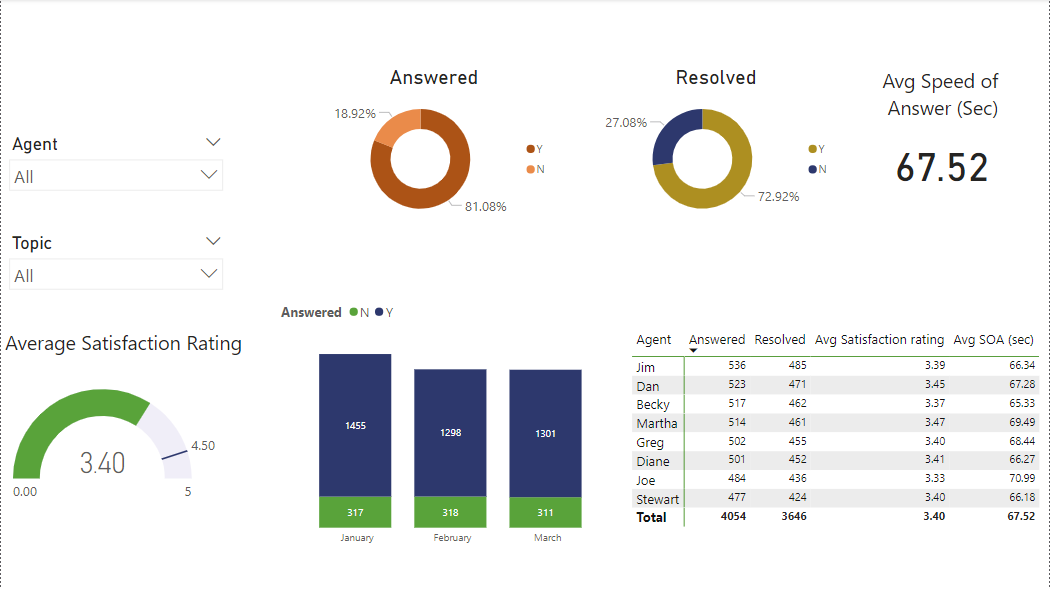 Agent
All
Topic
All
Answered
18.92%
81.08%
Y
N
Resolved
27.08%
72.92%
Y
N
Avg Speed of
Answer (Sec)
67.52
Average Satisfaction Rating
3.40
4.50
0.00
5
Answered N Y
1455
1298
1301
317
318
311
January
February
March
Agent Answered Resolved Avg Satisfaction rating Avg SOA (sec)
Jim 536 485 3.39 66.34
Dan 523 471 3.45 67.28
Becky 517 462 3.37 65.33
Martha 514 461 3.47 69.49
Greg 502 455 3.40 68.44
Diane 501 452 3.41 66.27
Joe 484 436 3.33 70.99
Stewart 477 424 3.40 66.18
Total 4054 3646 3.40 67.52